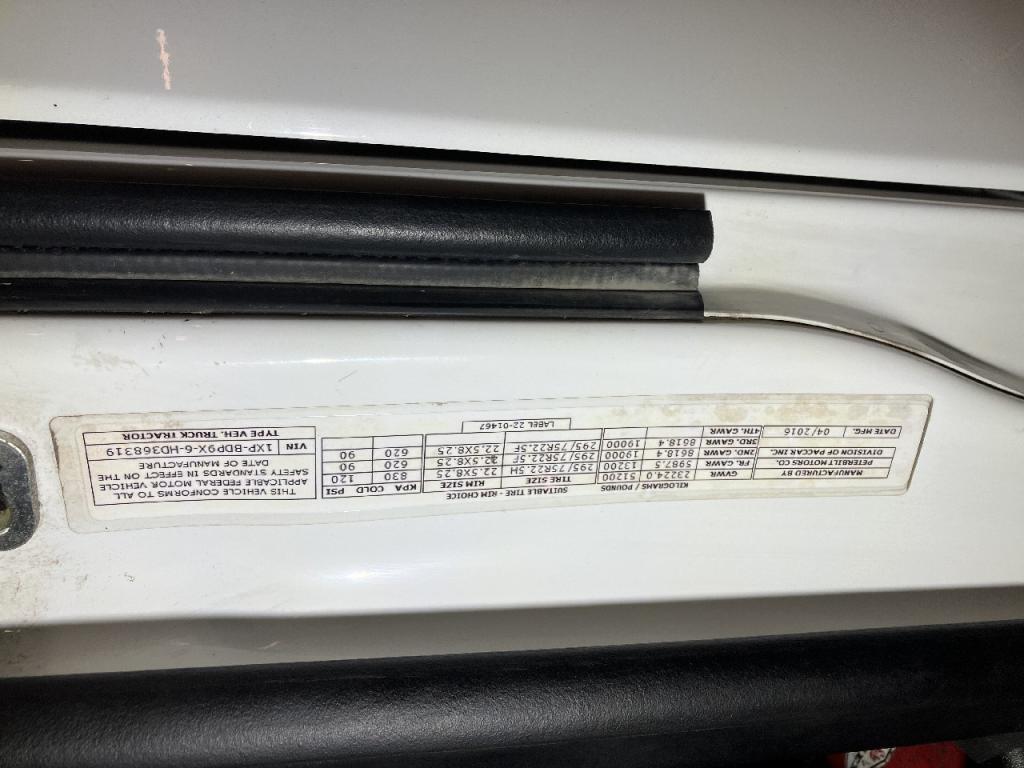 MANUFACTURED BY
PETERBILT MOTORS CO.
DIVISION OF PACCAR, INC.
DATE MFG. 04/2016
KILOGRAMS / POUNDS
GVWR 23224.0 51200
FR. GAWR 5987.5 13200
2ND. GAWR 8618.4 19000
3RD. GAWR 8618.4 19000
4TH. GAWR
SUITABLE TIRE - RIM CHOICE
TIRE SIZE RIM SIZE KPA COLD PSI
295/75R22.5H 22.5X8.25 830 120
295/75R22.5F 22.5X8.25 620 90
295/75R22.5F 22.5X8.25 620 90
LABEL 22-01467
THIS VEHICLE CONFORMS TO ALL
APPLICABLE FEDERAL MOTOR VEHICLE
SAFETY STANDARDS IN EFFECT ON THE
DATE OF MANUFACTURE
VIN 1XP-BDP9X-6-HD368319
TYPE VEH. TRUCK TRACTOR